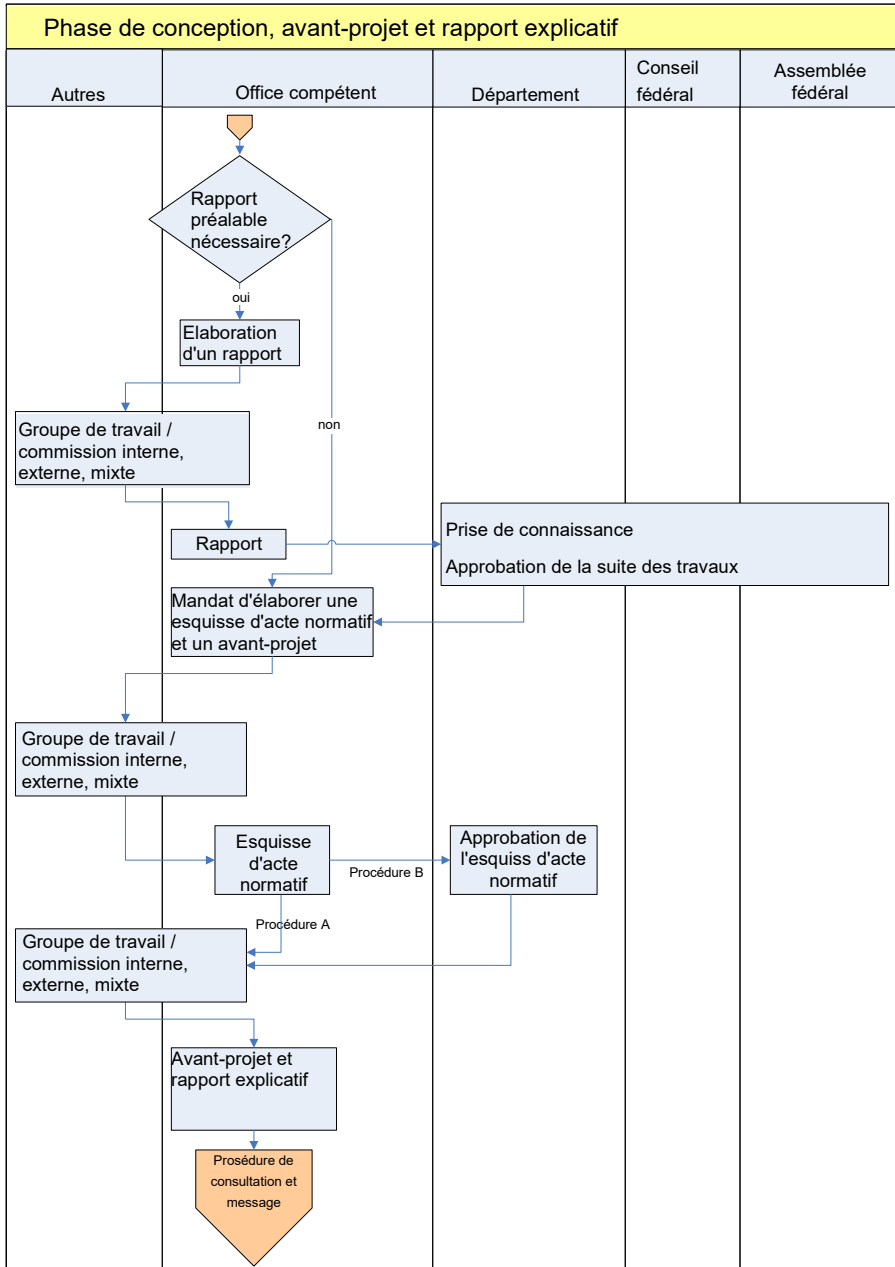 Phase de conception, avant-projet et rapport explicatif
Autres
Office compétent
Département
Conseil
fédéral
Assemblée
fédéral
Rapport
préalable
nécessaire?
oui
Elaboration
d'un rapport
non
Groupe de travail /
commission interne,
externe, mixte
Rapport
Prise de connaissance
Approbation de la suite des travaux
Mandat d'élaborer une
esquisse d'acte normatif
et un avant-projet
Groupe de travail /
commission interne,
externe, mixte
Esquisse
d'acte
normatif
Procédure B
Approbation de
l'esquiss d'acte
normatif
Procédure A
Groupe de travail /
commission interne,
externe, mixte
Avant-projet et
rapport explicatif
Prosédure de
consultation et
message